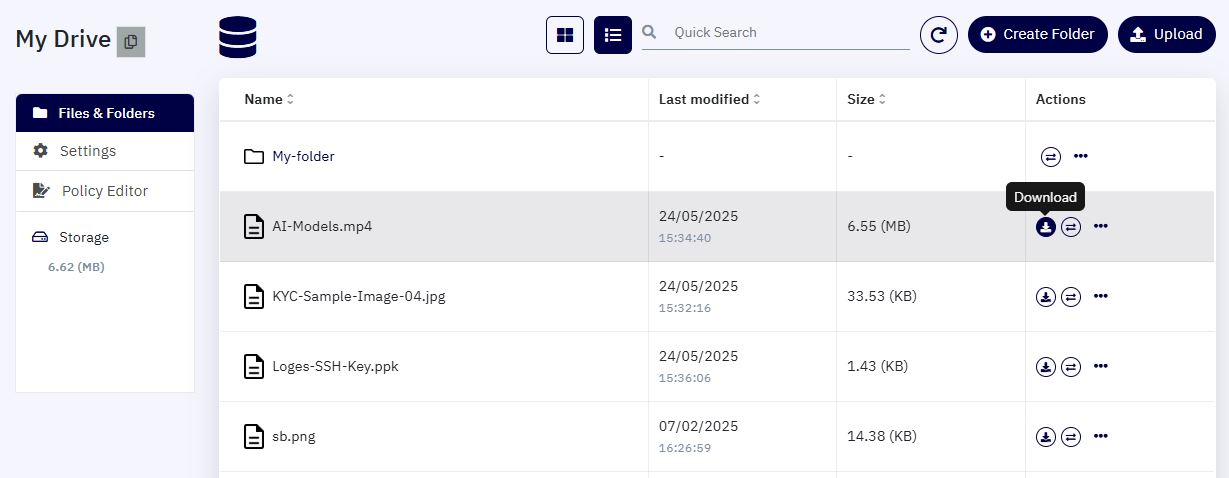 My Drive
Quick Search
Create Folder
Upload
Files & Folders
Settings
Policy Editor
Storage
6.62 (MB)
Name Last modified Size Actions
My-folder - -
Download
AI-Models.mp4 24/05/2025 15:34:40 6.55 (MB)
KYC-Sample-Image-04.jpg 24/05/2025 15:32:16 33.53 (KB)
Loges-SSH-Key.ppk 24/05/2025 15:36:06 1.43 (KB)
sb.png 07/02/2025 16:26:59 14.38 (KB)